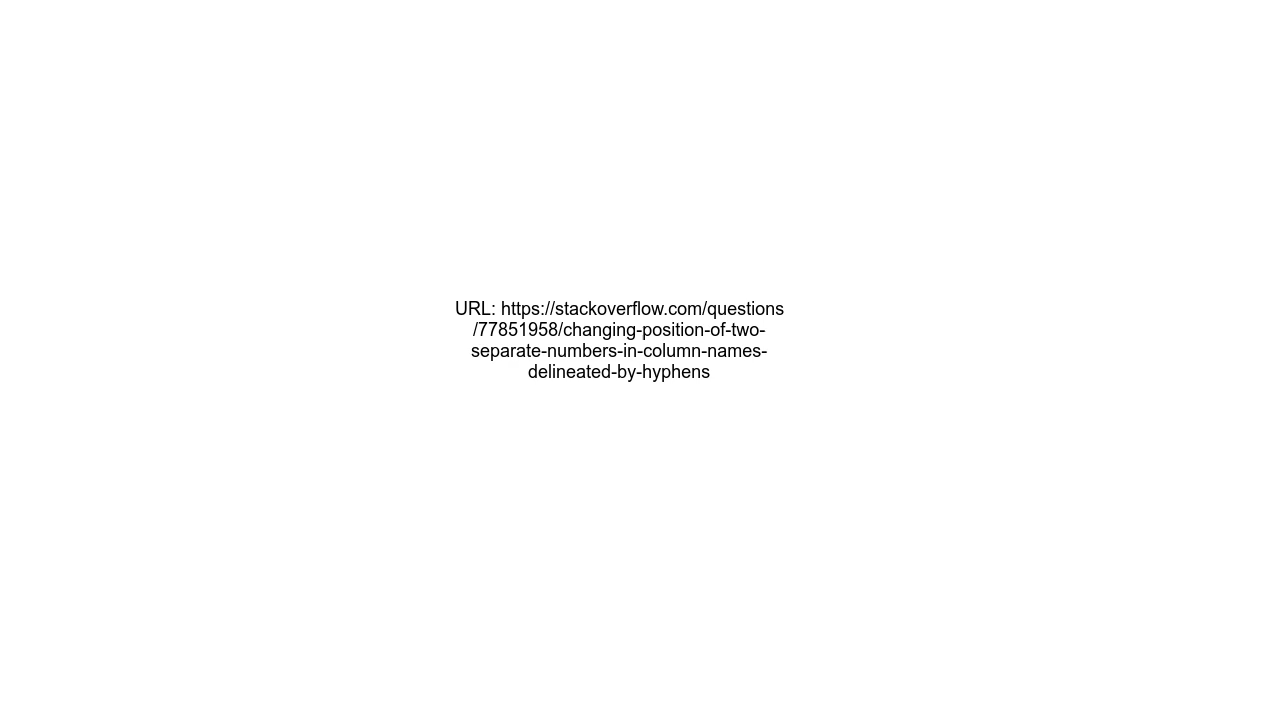 URL: https://stackoverflow.com/questions
/77851958/changing-position-of-two-
separate-numbers-in-column-names-
delineated-by-hyphens